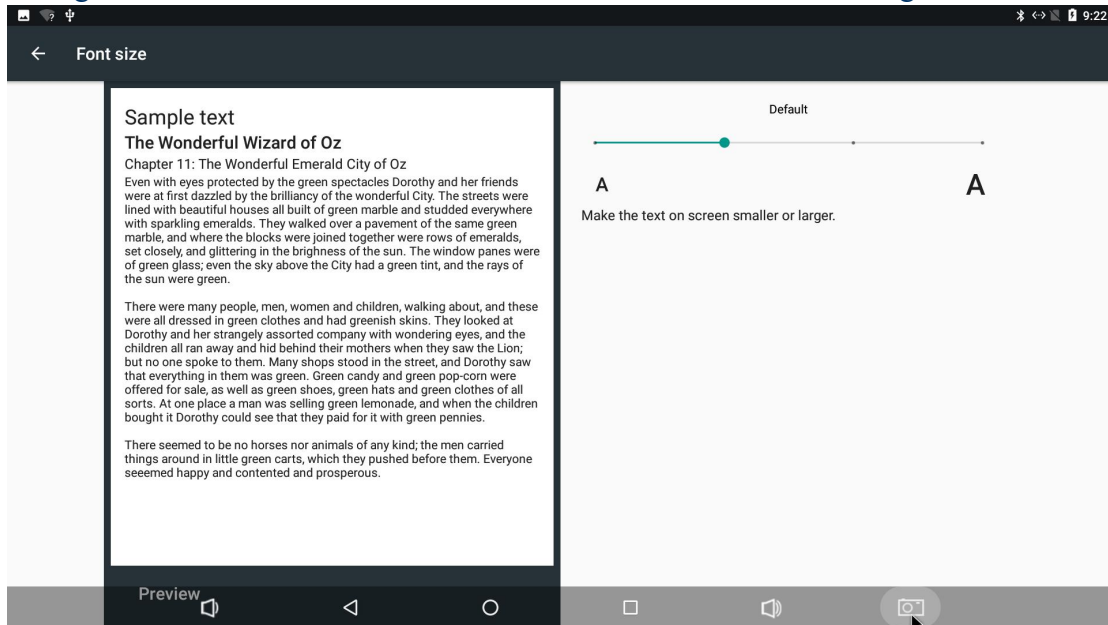 9:22
Font size
Sample text
The Wonderful Wizard of Oz
Chapter 11: The Wonderful Emerald City of Oz
Even with eyes protected by the green spectacles Dorothy and her friends
were at first dazzled by the brilliancy of the wonderful City. The streets were
lined with beautiful houses all built of green marble and studded everywhere
with sparkling emeralds. They walked over a pavement of the same green
marble, and where the blocks were joined together were rows of emeralds,
set closely, and glittering in the brighness of the sun. The window panes were
of green glass; even the sky above the City had a green tint, and the rays of
the sun were green.
There were many people, men, women and children, walking about, and these
were all dressed in green clothes and had greenish skins. They looked at
Dorothy and her strangely assorted company with wondering eyes, and the
children all ran away and hid behind their mothers when they saw the Lion;
but no one spoke to them. Many shops stood in the street, and Dorothy saw
that everything in them was green. Green candy and green pop-corn were
offered for sale, as well as green shoes, green hats and green clothes of all
sorts. At one place a man was selling green lemonade, and when the children
bought it Dorothy could see that they paid for it with green pennies.
There seemed to be no horses nor animals of any kind; the men carried
things around in little green carts, which they pushed before them. Everyone
seeemed happy and contented and prosperous.
Preview
Default
A A
Make the text on screen smaller or larger.